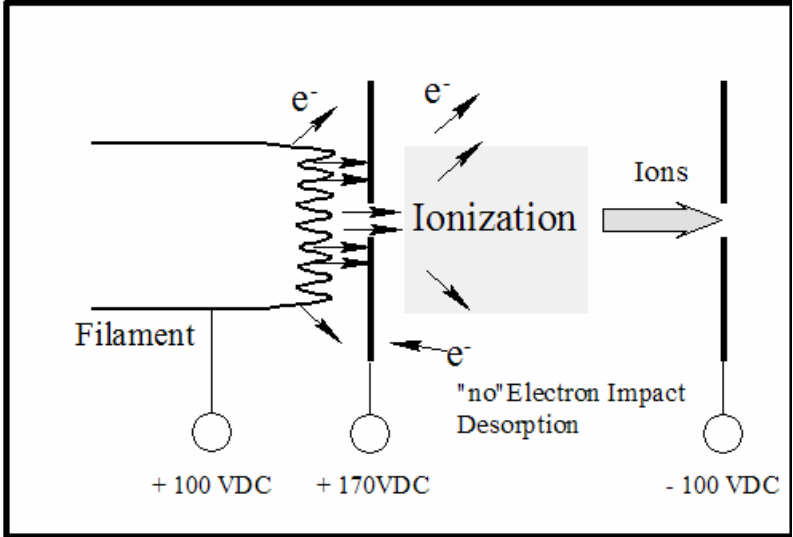 e-
e-
Ions
Ionization
Filament
e-
"no"Electron Impact
Desorption
+ 100 VDC
+ 170VDC
- 100 VDC